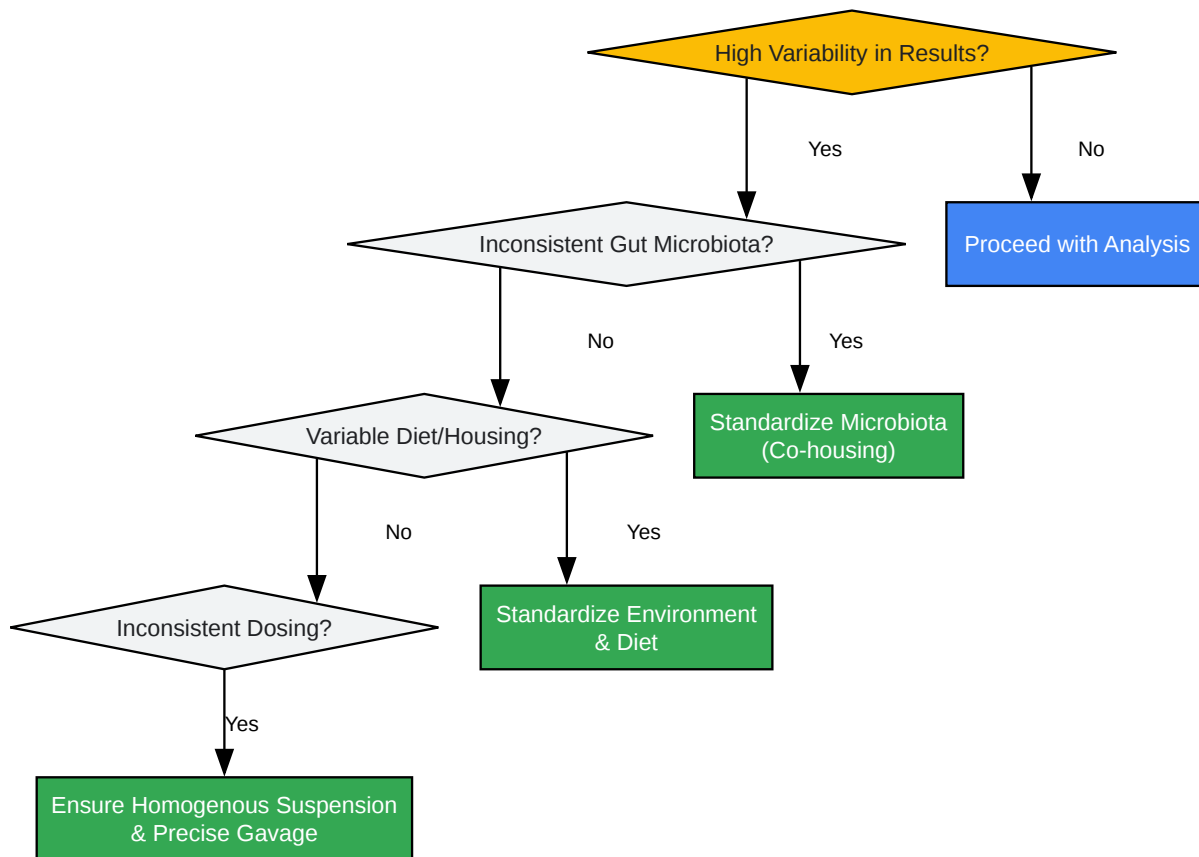 High Variability in Results?
Yes
No
Inconsistent Gut Microbiota?
Proceed with Analysis
No
Yes
Variable Diet/Housing?
Standardize Microbiota
(Co-housing)
No
Yes
Inconsistent Dosing?
Standardize Environment
& Diet
Yes
Ensure Homogenous Suspension
& Precise Gavage